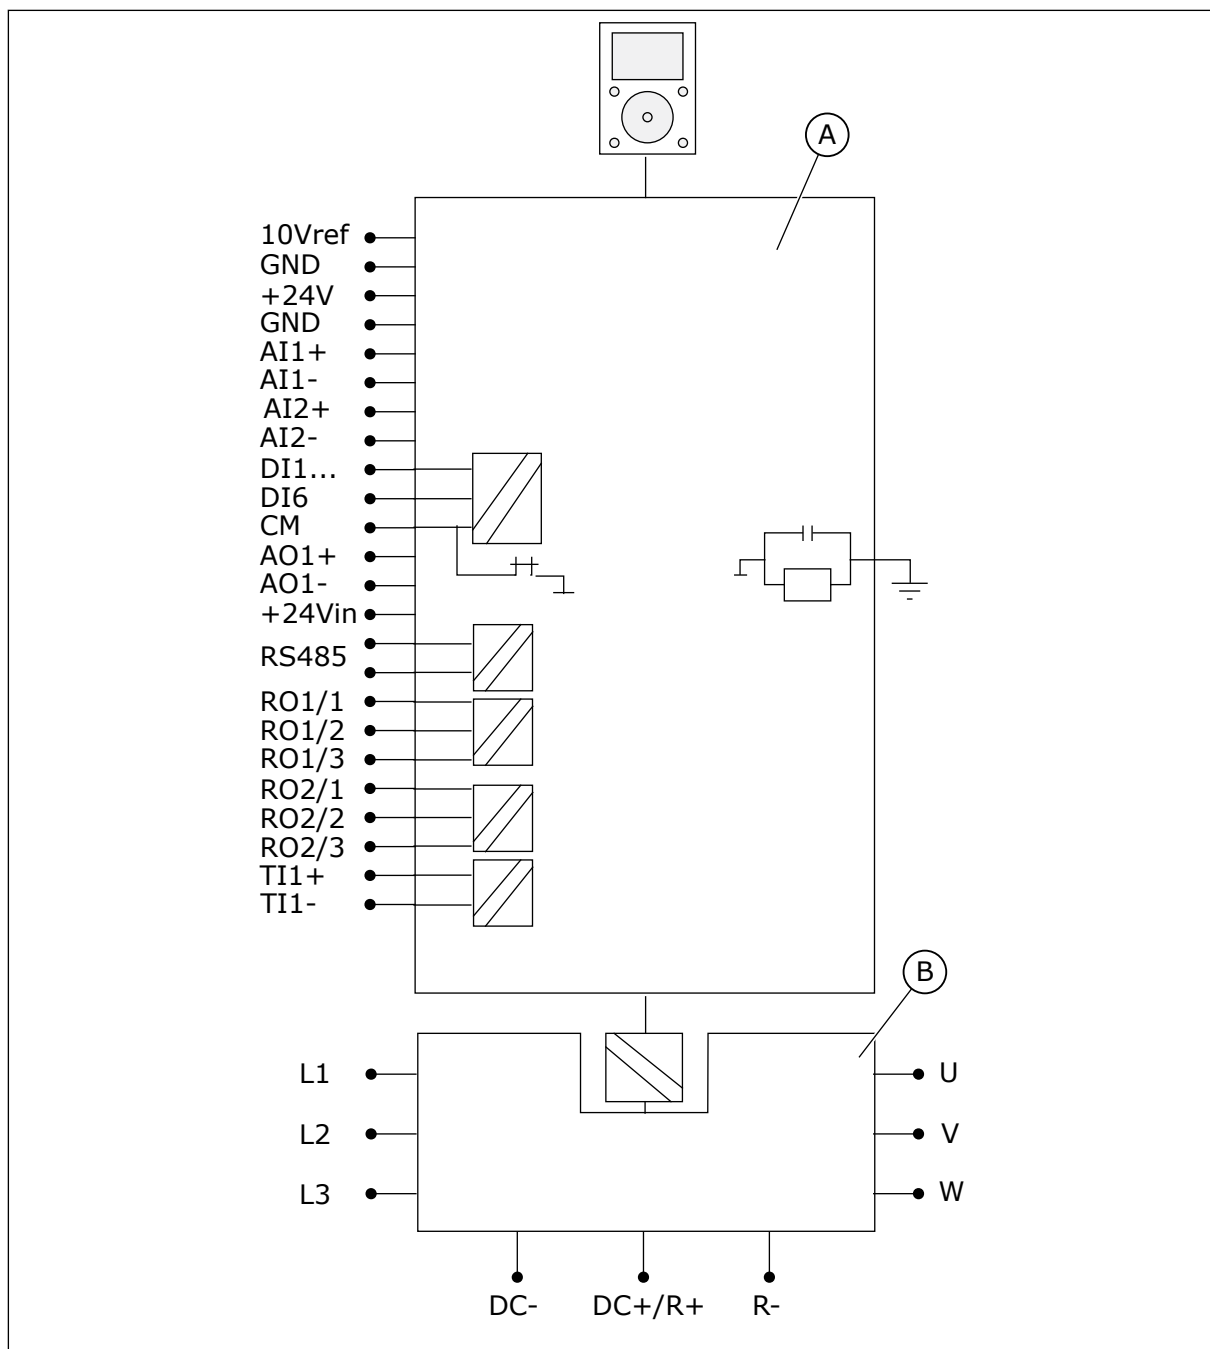 A
10Vref
GND
+24V
GND
AI1+
AI1-
AI2+
AI2-
DI1...
DI6
CM
AO1+
AO1-
+24Vin
RS485
RO1/1
RO1/2
RO1/3
RO2/1
RO2/2
RO2/3
TI1+
TI1-
B
L1
U
L2
V
L3
W
DC-
DC+/R+
R-